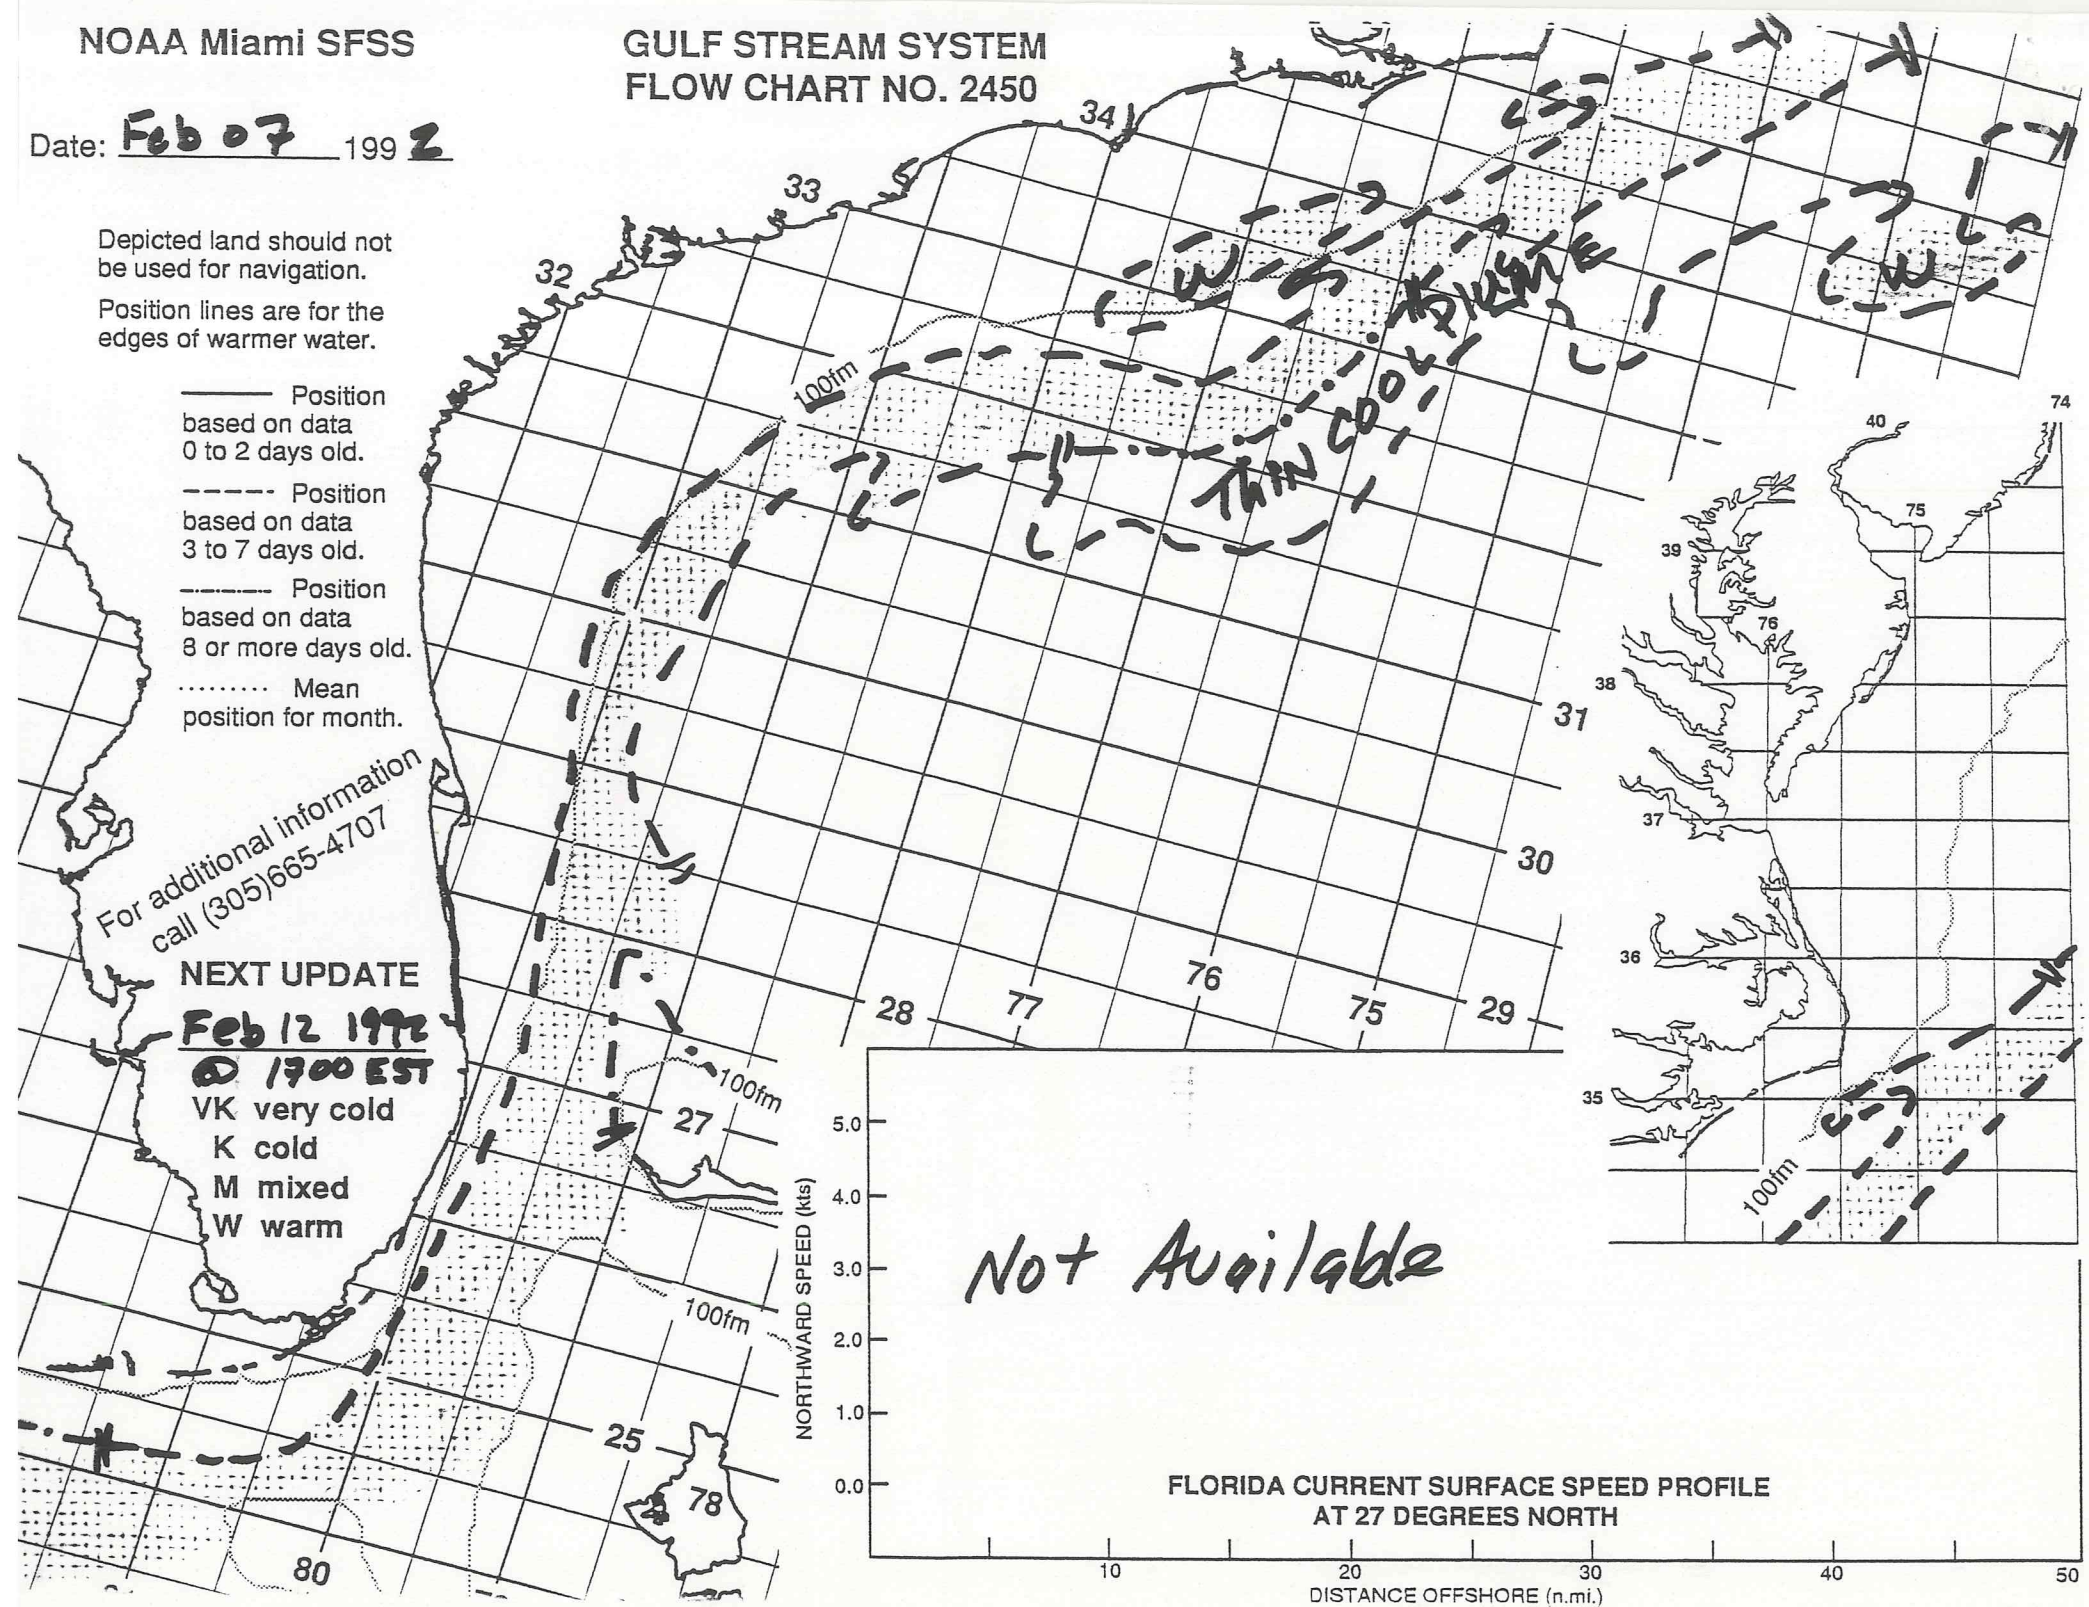 NOAA Miami SFSS
GULF STREAM SYSTEM
FLOW CHART NO. 2450
Date: Feb 07 1992
Depicted land should not
be used for navigation.
Position lines are for the
edges of warmer water.
Position
based on data
0 to 2 days old.
Position
based on data
3 to 7 days old.
Position
based on data
8 or more days old.
Mean
position for month.
For additional information
call (305)665-4707
NEXT UPDATE
Feb 12 1992
@ 1700 EST
VK very cold
K cold
M mixed
W warm
34
33
32
100fm
W
W
THIN COOL PLUME
31
30
29
28
77
76
75
100fm
27
100fm
25
78
80
74
40
75
39
76
38
37
36
35
100fm
NORTHWARD SPEED (kts)
5.0
4.0
3.0
2.0
1.0
0.0
Not Available
FLORIDA CURRENT SURFACE SPEED PROFILE
AT 27 DEGREES NORTH
10 20 30 40 50
DISTANCE OFFSHORE (n.mi.)